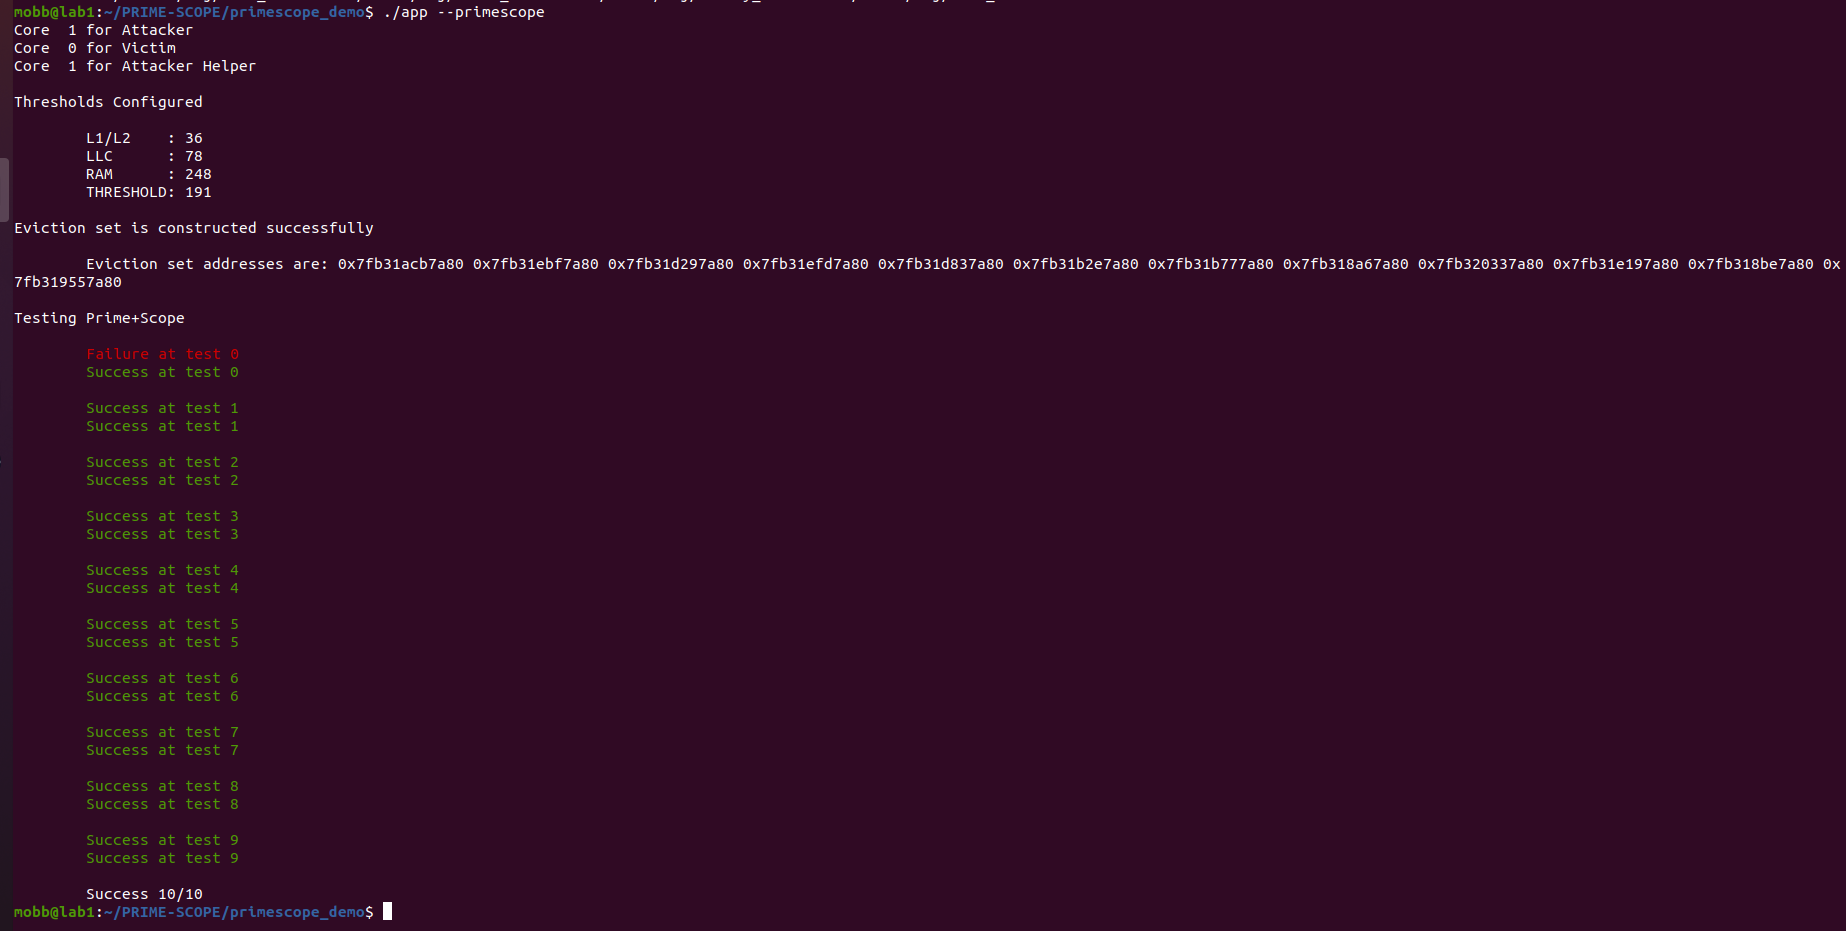 mobb@lab1:~/PRIME-SCOPE/primescope_demo$ ./app --primescope
Core  1 for Attacker
Core  0 for Victim
Core  1 for Attacker Helper
Thresholds Configured
L1/L2    : 36
LLC      : 78
RAM      : 248
THRESHOLD: 191
Eviction set is constructed successfully
Eviction set addresses are: 0x7fb31acb7a80 0x7fb31ebf7a80 0x7fb31d297a80 0x7fb31efd7a80 0x7fb31d837a80 0x7fb31b2e7a80 0x7fb31b777a80 0x7fb318a67a80 0x7fb320337a80 0x7fb31e197a80 0x7fb318be7a80 0x
7fb319557a80
Testing Prime+Scope
Failure at test 0
Success at test 0
Success at test 1
Success at test 1
Success at test 2
Success at test 2
Success at test 3
Success at test 3
Success at test 4
Success at test 4
Success at test 5
Success at test 5
Success at test 6
Success at test 6
Success at test 7
Success at test 7
Success at test 8
Success at test 8
Success at test 9
Success at test 9
Success 10/10
mobb@lab1:~/PRIME-SCOPE/primescope_demo$